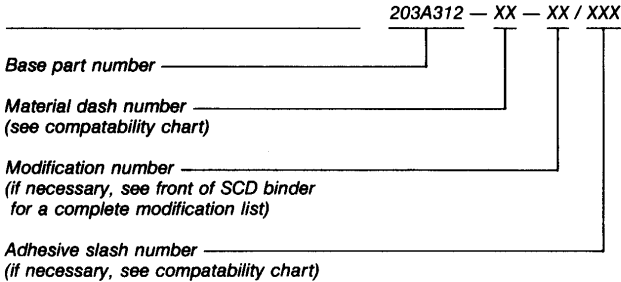 203A312 — XX — XX / XXX
Base part number
Material dash number
(see compatability chart)
Modification number
(if necessary, see front of SCD binder
for a complete modification list)
Adhesive slash number
(if necessary, see compatability chart)